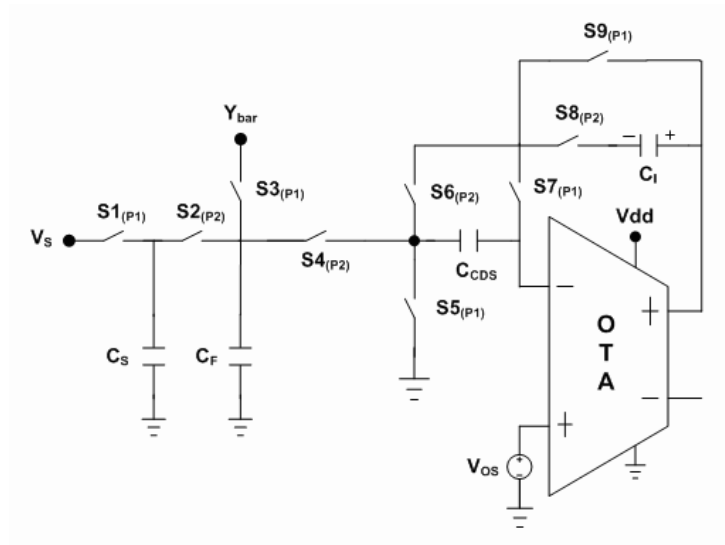 S9(P1)
Ybar
S8(P2)
− +
CI
S3(P1)
S6(P2)
S7(P1)
S1(P1)
S2(P2)
Vdd
VS
S4(P2)
CCDS
−
S5(P1)
+
O
T
A
CS
CF
−
+
VOS
+
−